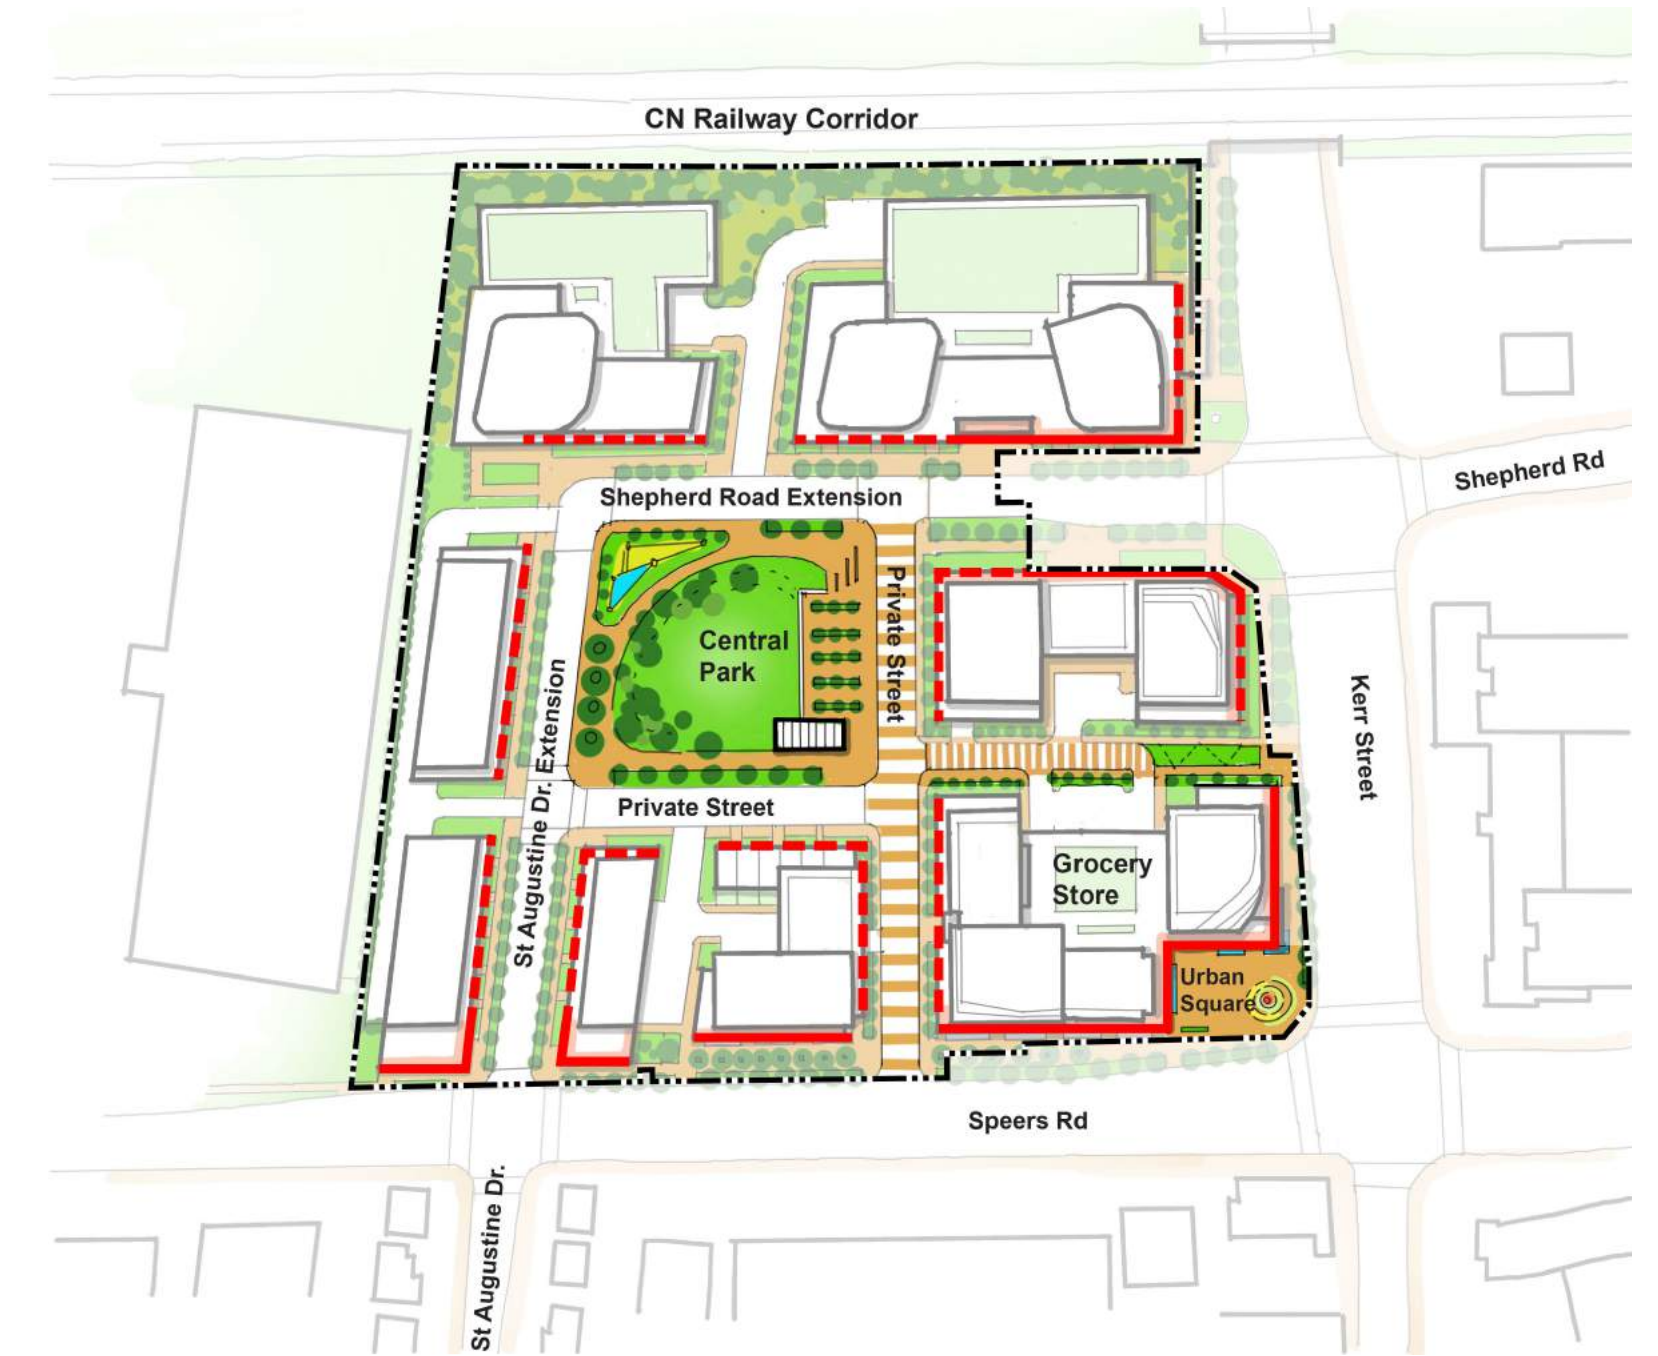 CN Railway Corridor
Shepherd Rd
Shepherd Road Extension
Private Street
Central
Park
St Augustine Dr. Extension
Kerr Street
Private Street
Grocery
Store
Urban
Square
Speers Rd
St Augustine Dr.